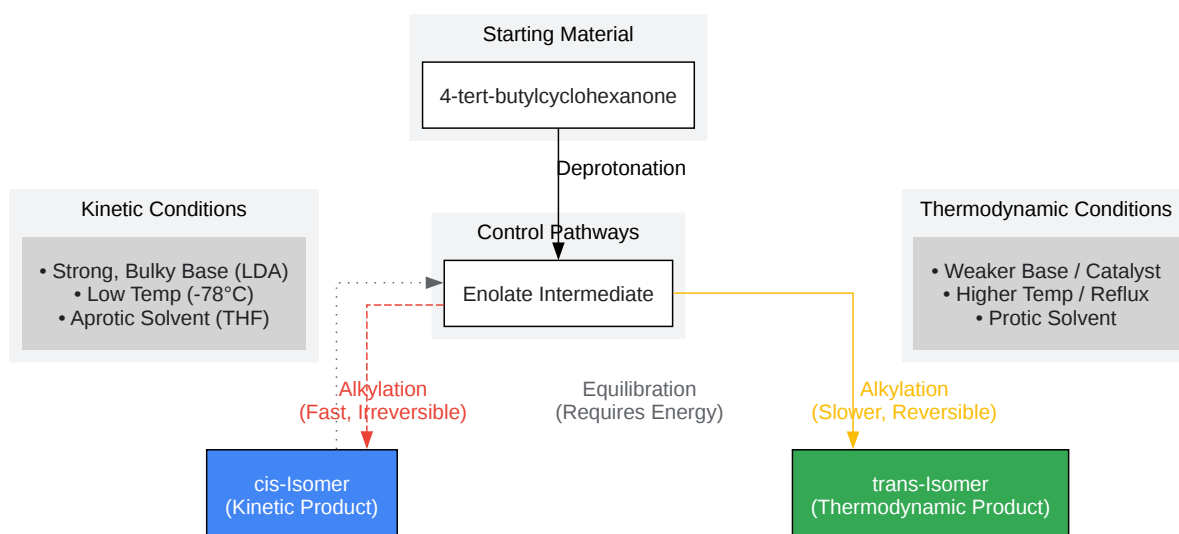 Starting Material
4-tert-butylcyclohexanone
Deprotonation
Kinetic Conditions
• Strong, Bulky Base (LDA)
• Low Temp (-78°C)
• Aprotic Solvent (THF)
Control Pathways
Enolate Intermediate
Thermodynamic Conditions
• Weaker Base / Catalyst
• Higher Temp / Reflux
• Protic Solvent
Alkylation
(Fast, Irreversible)
Equilibration
(Requires Energy)
Alkylation
(Slower, Reversible)
cis-Isomer
(Kinetic Product)
trans-Isomer
(Thermodynamic Product)